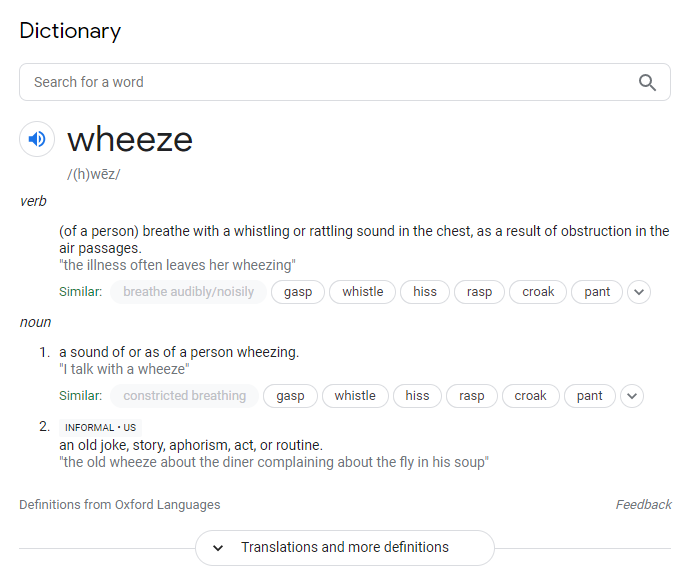 Dictionary
Search for a word
wheeze
/(h)wēz/
verb
(of a person) breathe with a whistling or rattling sound in the chest, as a result of obstruction in the
air passages.
"the illness often leaves her wheezing"
Similar: breathe audibly/noisily gasp whistle hiss rasp croak pant
noun
1. a sound of or as of a person wheezing.
"I talk with a wheeze"
Similar: constricted breathing gasp whistle hiss rasp croak pant
2. INFORMAL • US
an old joke, story, aphorism, act, or routine.
"the old wheeze about the diner complaining about the fly in his soup"
Definitions from Oxford Languages Feedback
Translations and more definitions